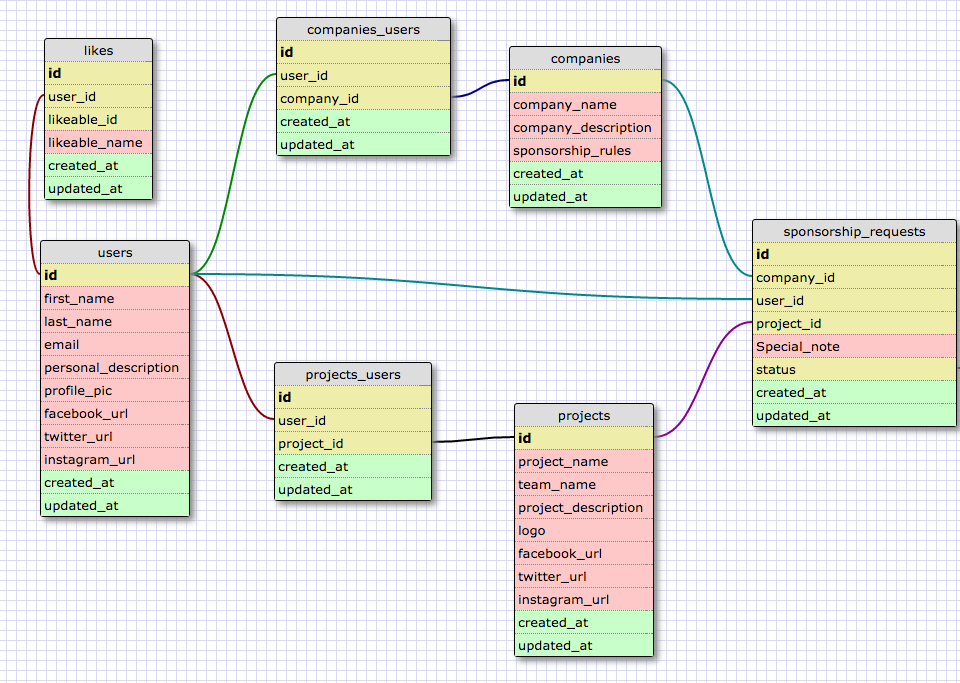 likes
id
user_id
likeable_id
likeable_name
created_at
updated_at
companies_users
id
user_id
company_id
created_at
updated_at
companies
id
company_name
company_description
sponsorship_rules
created_at
updated_at
users
id
first_name
last_name
email
personal_description
profile_pic
facebook_url
twitter_url
instagram_url
created_at
updated_at
projects_users
id
user_id
project_id
created_at
updated_at
projects
id
project_name
team_name
project_description
logo
facebook_url
twitter_url
instagram_url
created_at
updated_at
sponsorship_requests
id
company_id
user_id
project_id
Special_note
status
created_at
updated_at